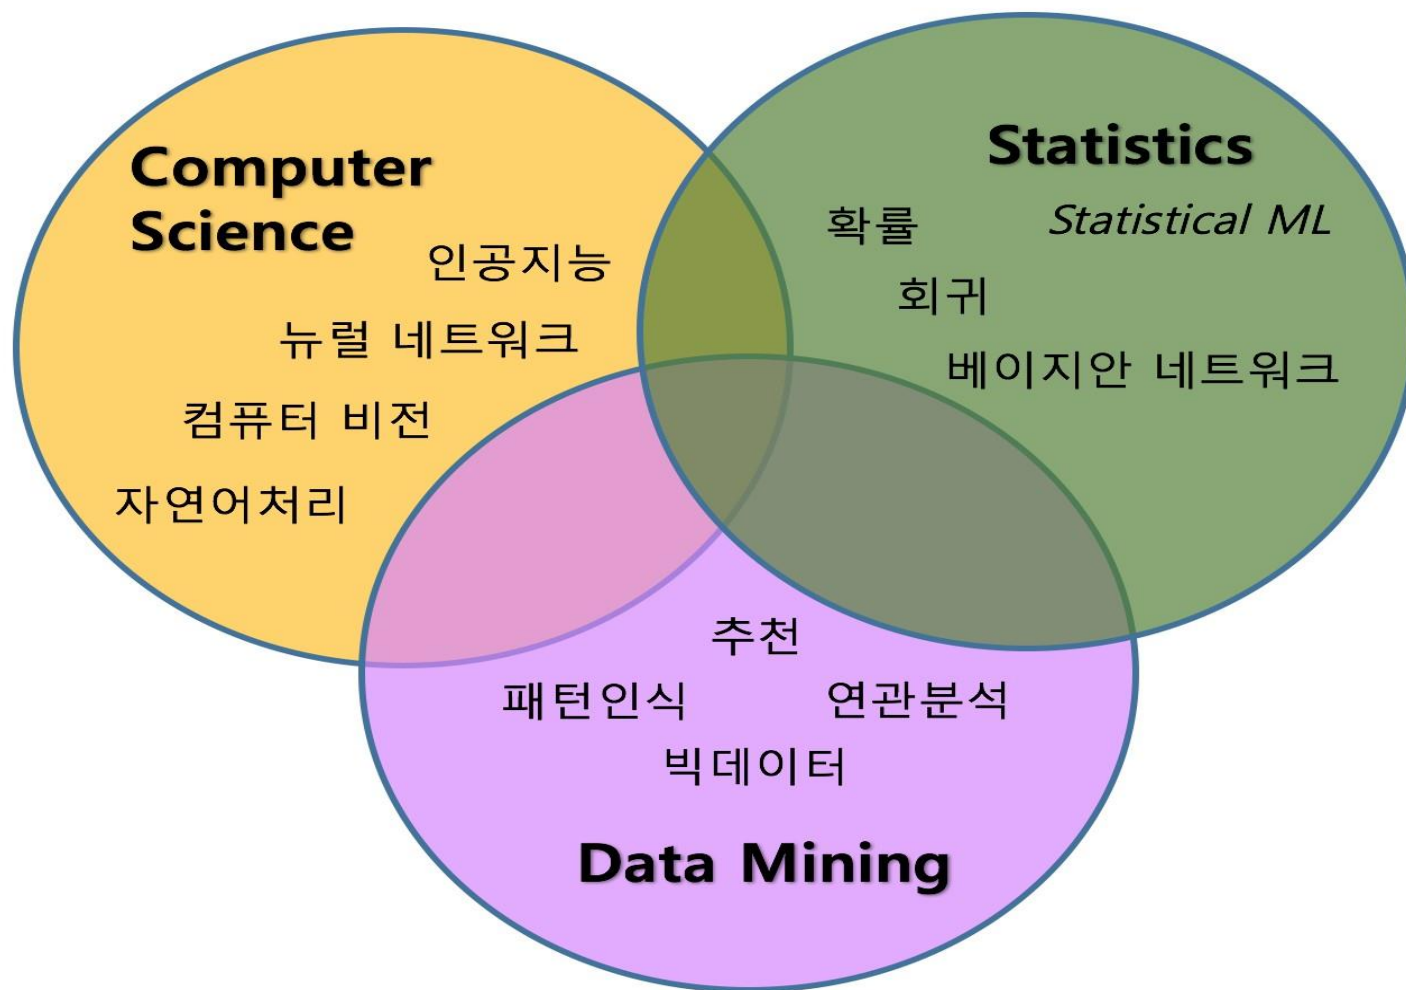 Computer
Science
인공지능
뉴럴 네트워크
컴퓨터 비전
자연어처리
Statistics
Statistical ML
확률
회귀
베이지안 네트워크
추천
패턴인식 연관분석
빅데이터
Data Mining